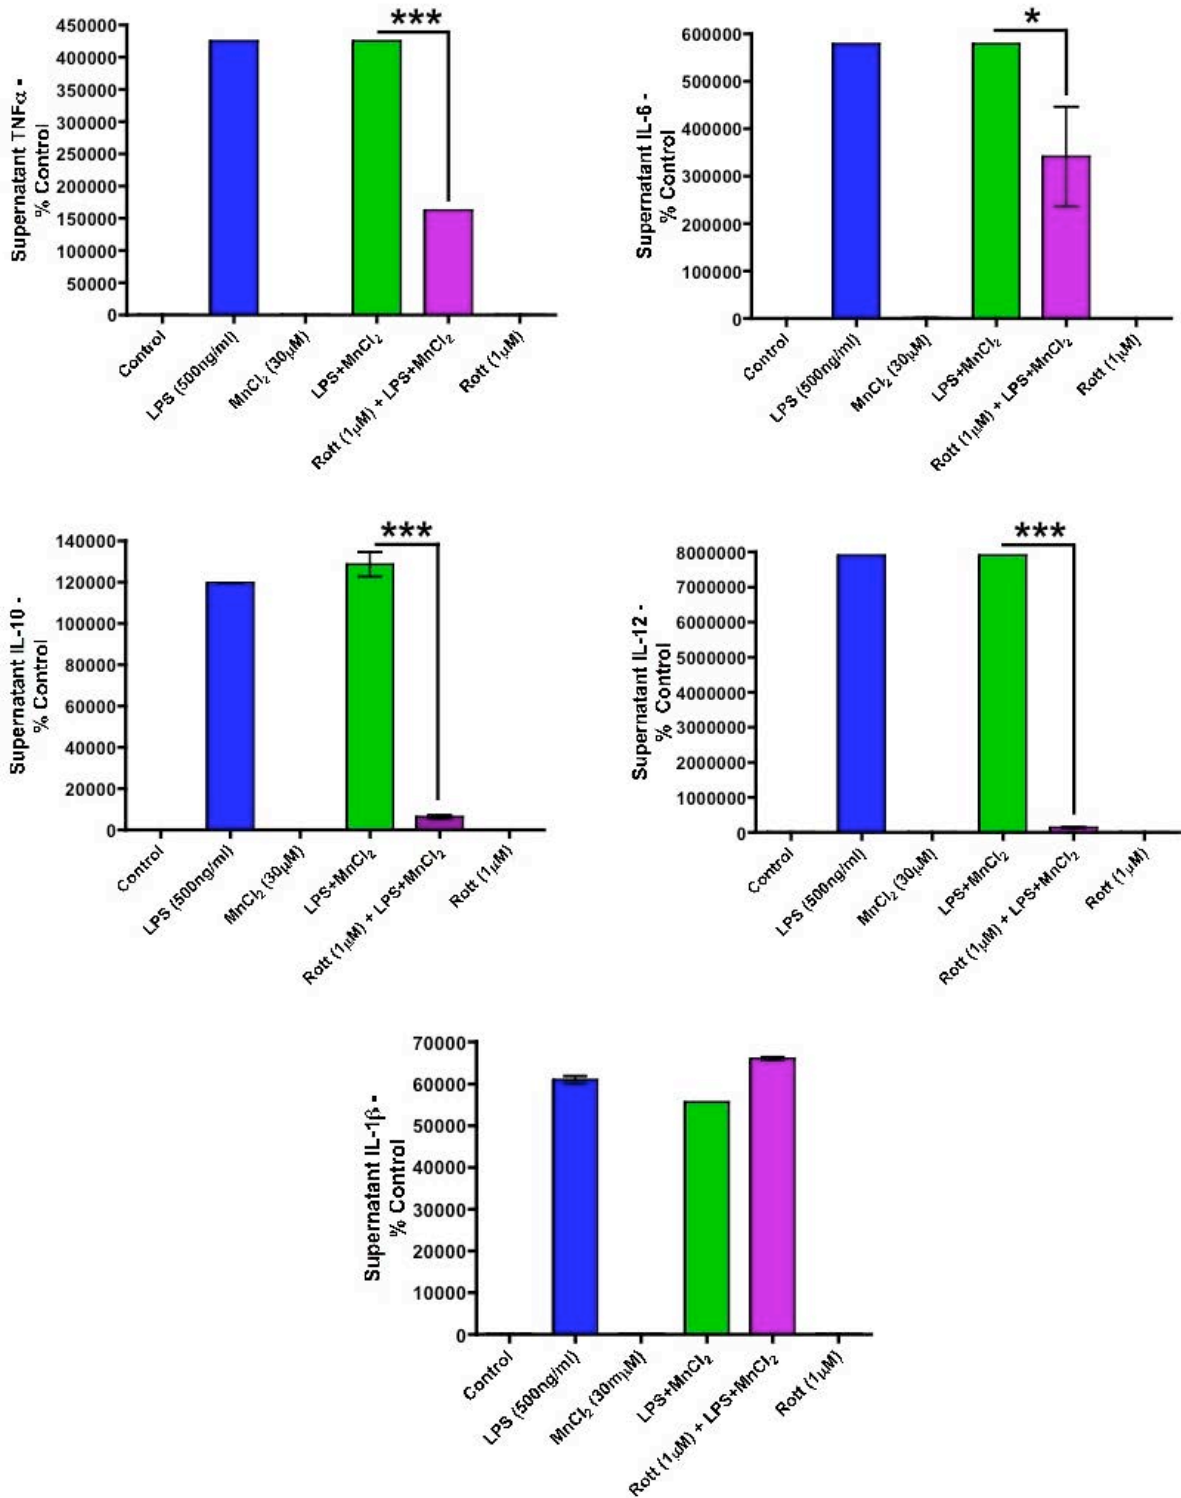 Supernatant TNFα -
% Control
450000
400000
350000
300000
250000
200000
150000
100000
50000
0
***
Control
LPS (500ng/ml)
MnCl₂ (30μM)
LPS+MnCl₂
Rott (1μM) + LPS+MnCl₂
Rott (1μM)
Supernatant IL-6 -
% Control
600000
500000
400000
300000
200000
100000
0
*
Control
LPS (500ng/ml)
MnCl₂ (30μM)
LPS+MnCl₂
Rott (1μM) + LPS+MnCl₂
Rott (1μM)
Supernatant IL-10 -
% Control
140000
120000
100000
80000
60000
40000
20000
0
***
Control
LPS (500ng/ml)
MnCl₂ (30μM)
LPS+MnCl₂
Rott (1μM) + LPS+MnCl₂
Rott (1μM)
Supernatant IL-12 -
% Control
8000000
7000000
6000000
5000000
4000000
3000000
2000000
1000000
0
***
Control
LPS (500ng/ml)
MnCl₂ (30μM)
LPS+MnCl₂
Rott (1μM) + LPS+MnCl₂
Rott (1μM)
Supernatant IL-1β -
% Control
70000
60000
50000
40000
30000
20000
10000
0
Control
LPS (500ng/ml)
MnCl₂ (30mμM)
LPS+MnCl₂
Rott (1μM) + LPS+MnCl₂
Rott (1μM)